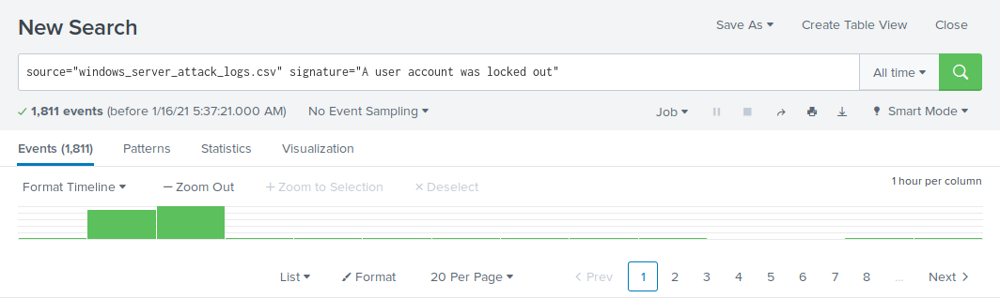 New Search
Save As Create Table View Close
source="windows_server_attack_logs.csv" signature="A user account was locked out"
All time
1,811 events (before 1/16/21 5:37:21.000 AM) No Event Sampling
Job Smart Mode
Events (1,811) Patterns Statistics Visualization
Format Timeline — Zoom Out + Zoom to Selection × Deselect
1 hour per column
List Format 20 Per Page < Prev 1 2 3 4 5 6 7 8 ... Next >